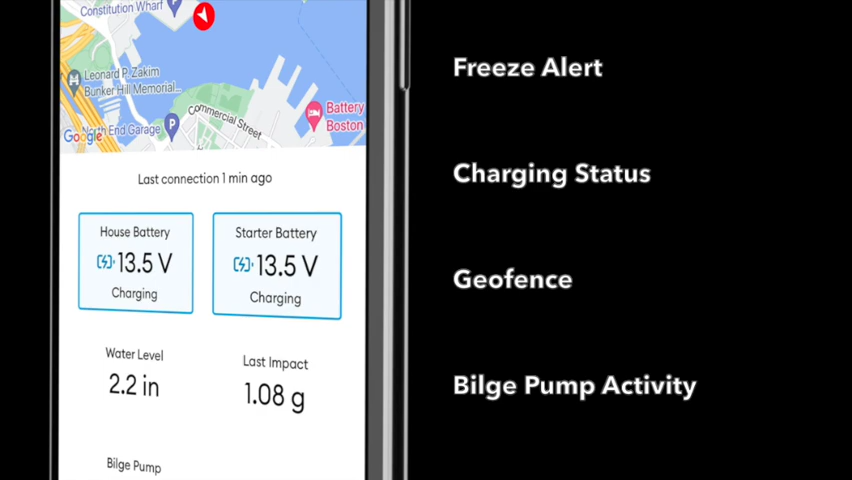 Constitution Wharf
P
Leonard P. Zakim
Bunker Hill Memorial...
Commercial Street
Battery
Boston
North End Garage
P
Google
Last connection 1 min ago
House Battery
13.5 V
Charging
Starter Battery
13.5 V
Charging
Water Level
2.2 in
Last Impact
1.08 g
Bilge Pump
Freeze Alert
Charging Status
Geofence
Bilge Pump Activity